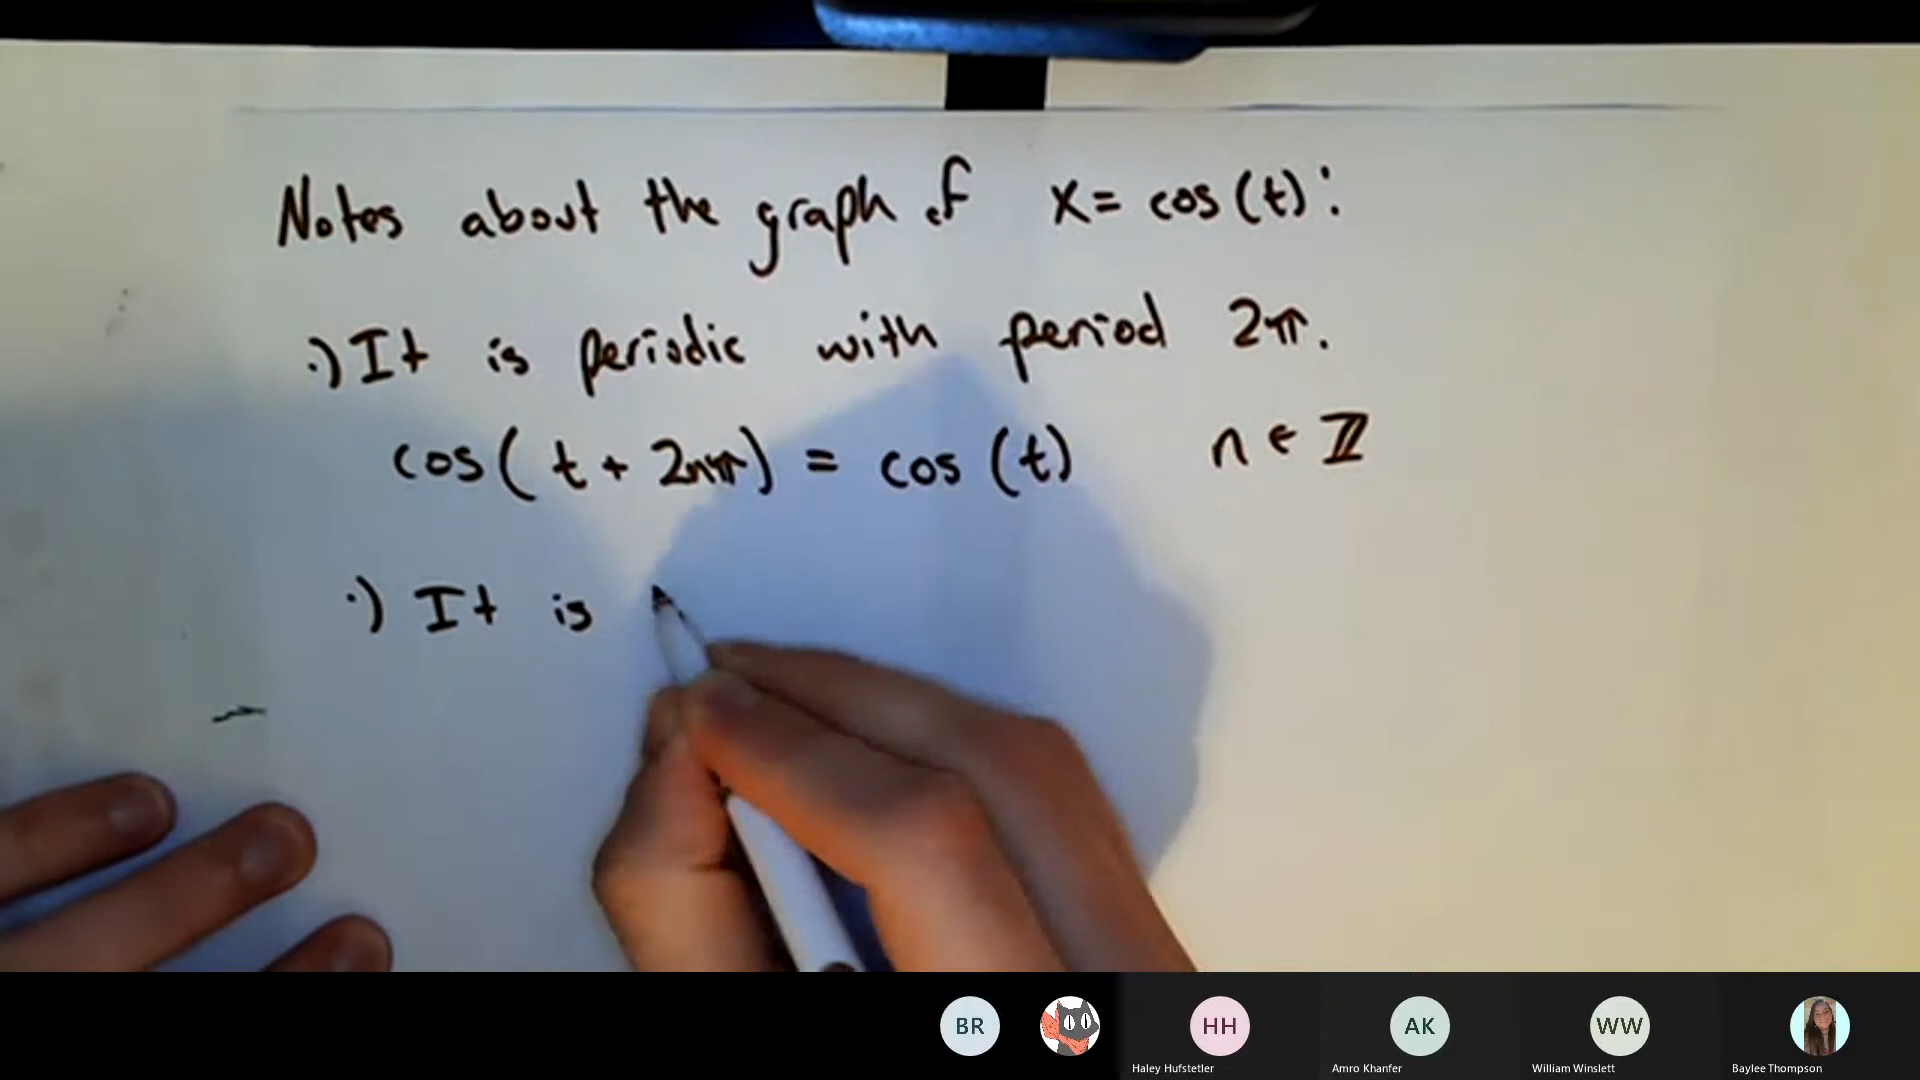 Notes about the graph of x = cos(t):
·) It is periodic with period 2π.
cos(t + 2nπ) = cos(t) n ∈ ℤ
·) It is
BR
HH
AK
WW
Haley Hufstetler
Amro Khanfer
William Winslett
Baylee Thompson